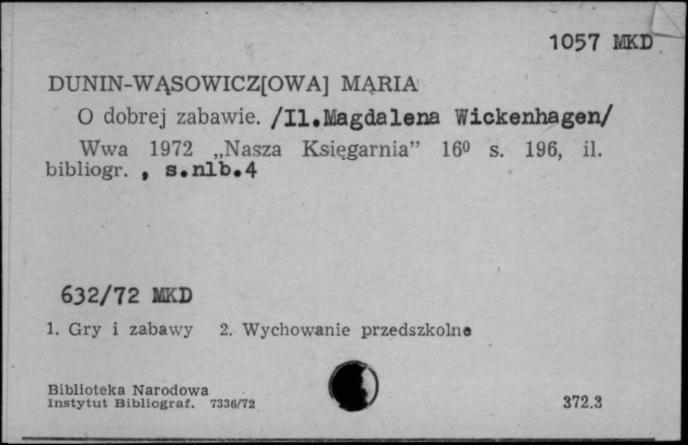 1057 MKD
DUNIN-WĄSOWICZ[OWA] MARIA
O dobrej zabawie. /Il.Magdalena Wickenhagen/
Wwa 1972 „Nasza Księgarnia” 16⁰ s. 196, il.
bibliogr. , s.nlb.4
632/72 MKD
1. Gry i zabawy 2. Wychowanie przedszkolne
Biblioteka Narodowa
Instytut Bibliograf. 7336/72
372.3